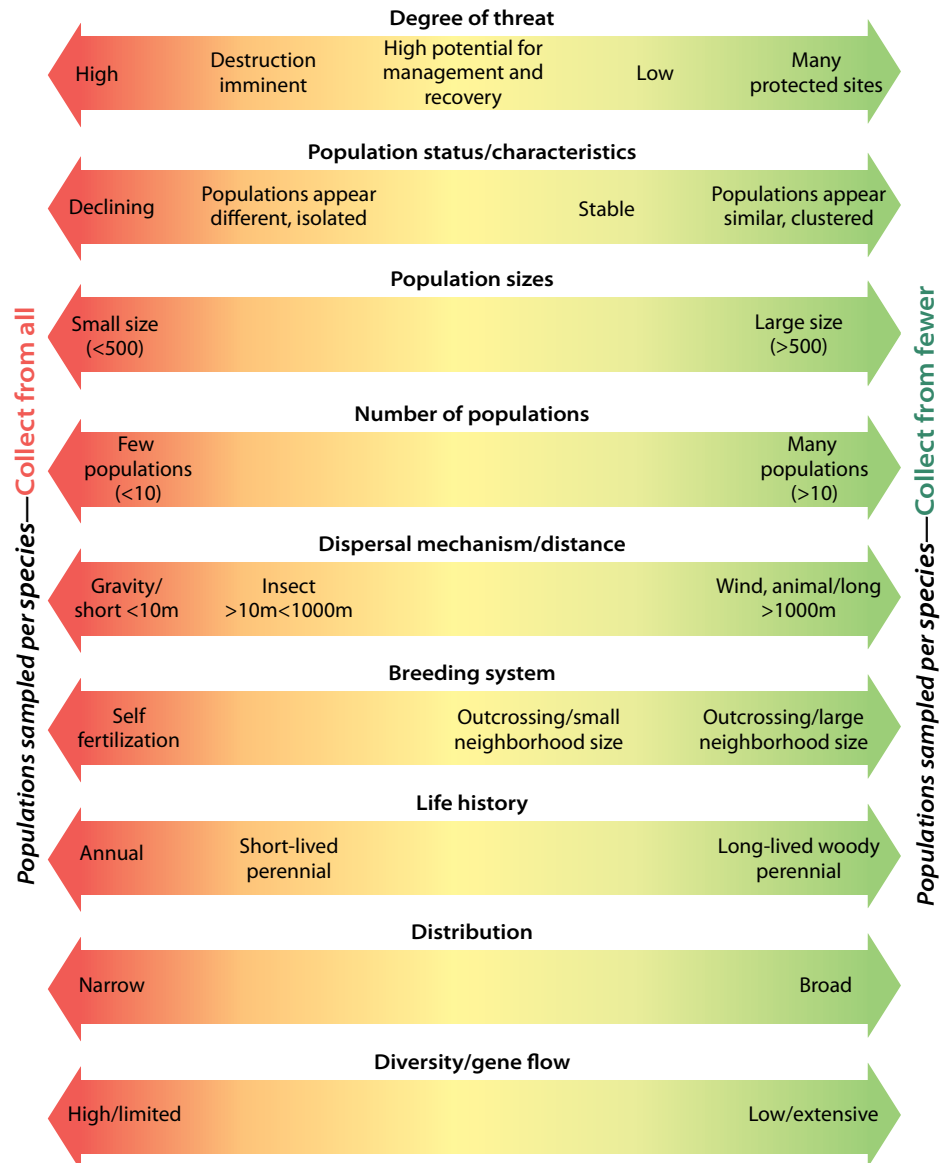 Degree of threat
High
Destruction
imminent
High potential for
management and
recovery
Low
Many
protected sites
Population status/characteristics
Declining
Populations appear
different, isolated
Stable
Populations appear
similar, clustered
Population sizes
Small size
(<500)
Large size
(>500)
Number of populations
Few
populations
(<10)
Many
populations
(>10)
Dispersal mechanism/distance
Gravity/
short <10m
Insect
>10m<1000m
Wind, animal/long
>1000m
Breeding system
Self
fertilization
Outcrossing/small
neighborhood size
Outcrossing/large
neighborhood size
Life history
Annual
Short-lived
perennial
Long-lived woody
perennial
Distribution
Narrow
Broad
Diversity/gene flow
High/limited
Low/extensive
Populations sampled per species—Collect from all
Populations sampled per species—Collect from fewer